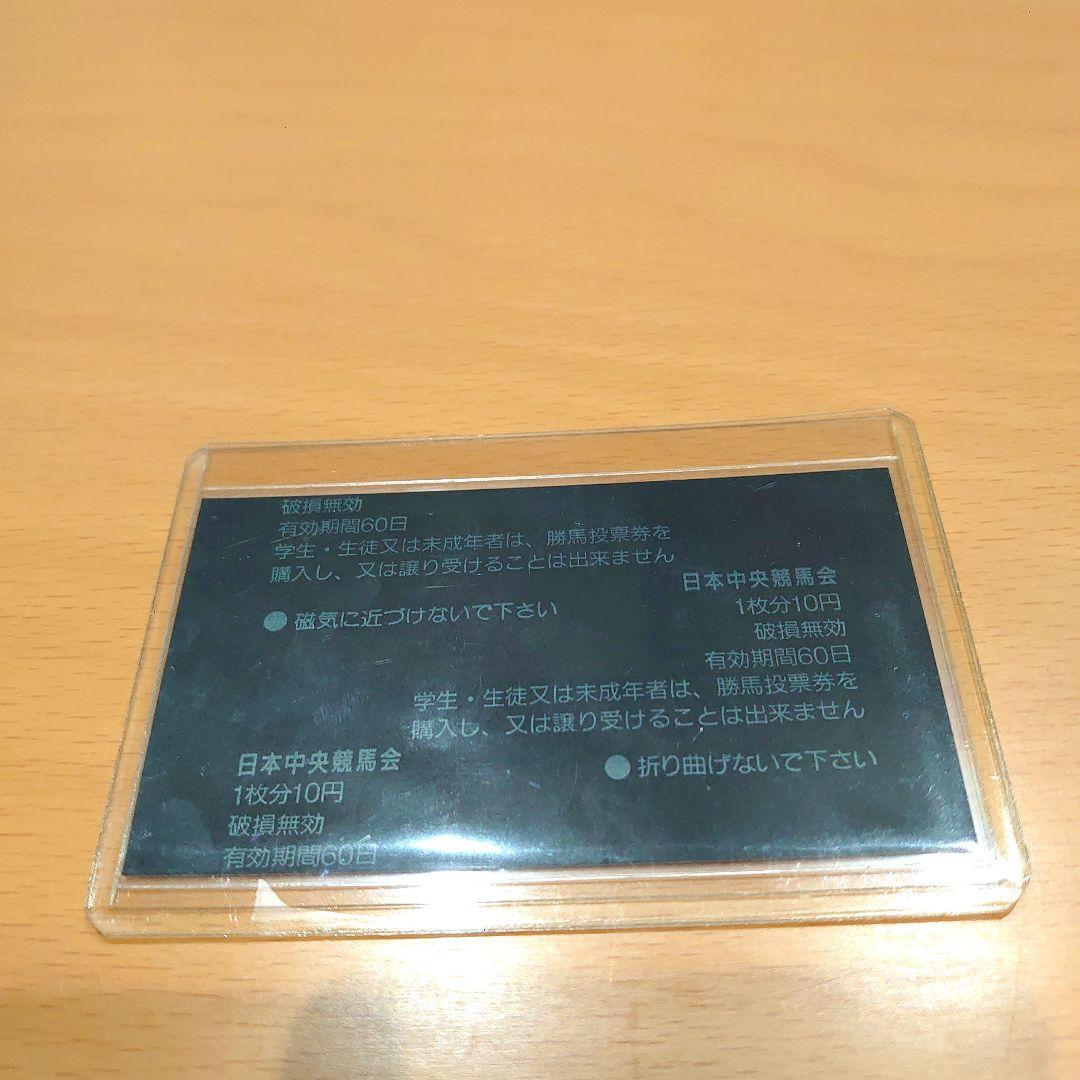 破損無効
有効期間60日
学生・生徒又は未成年者は、勝馬投票券を
購入し、又は譲り受けることは出来ません
● 磁気に近づけないで下さい
日本中央競馬会
1枚分10円
破損無効
有効期間60日
学生・生徒又は未成年者は、勝馬投票券を
購入し、又は譲り受けることは出来ません
● 折り曲げないで下さい
日本中央競馬会
1枚分10円
破損無効
有効期間60日